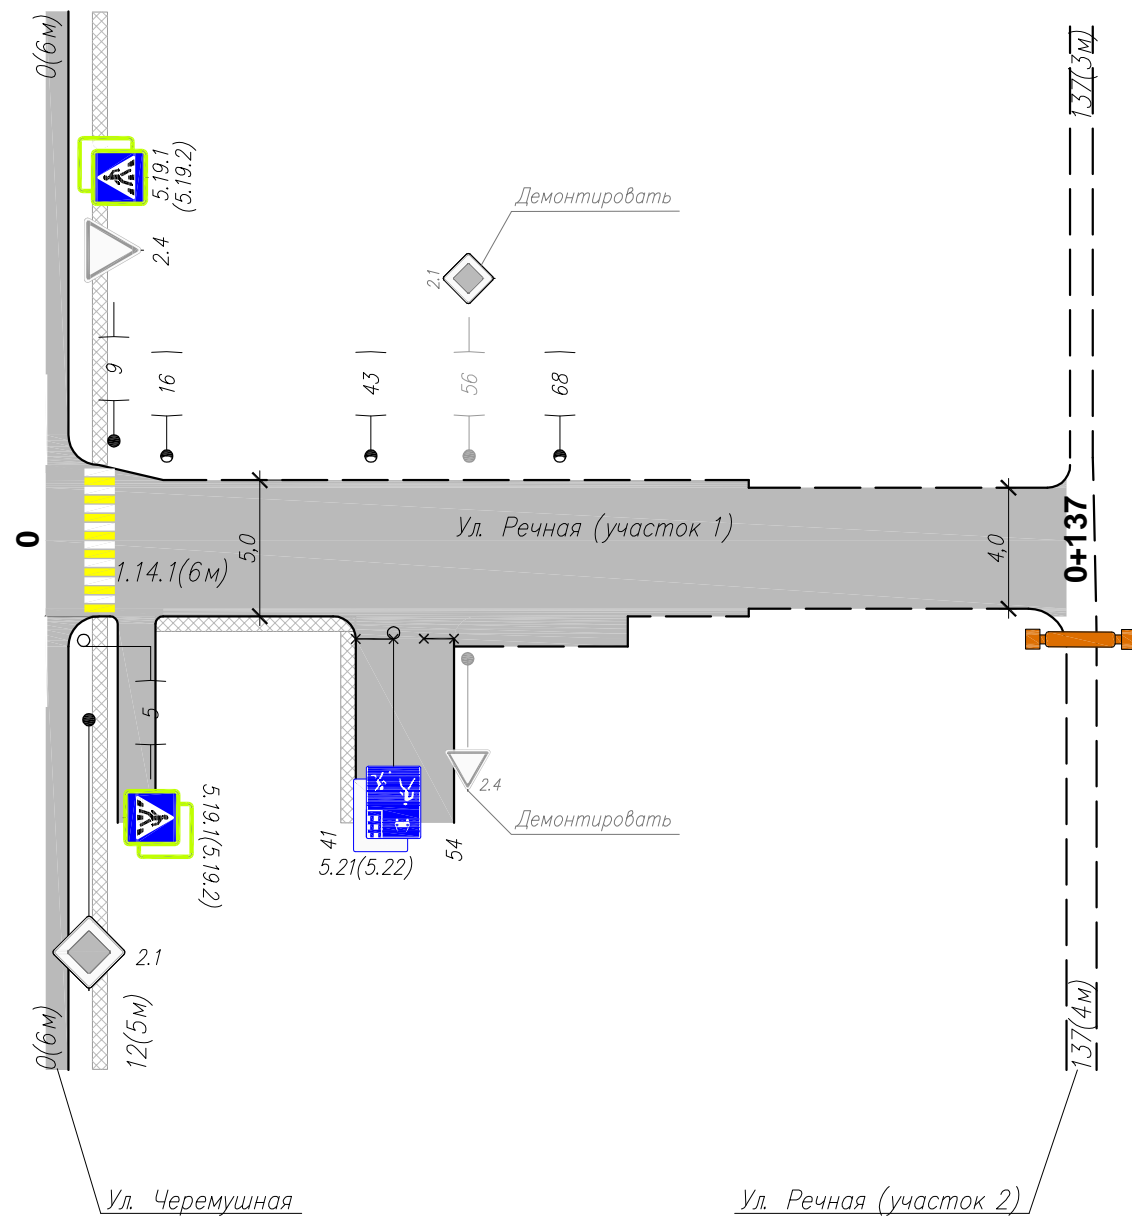 0(6м)
137(3м)
5.19.1
(5.19.2)
Демонтировать
2.4
2.1
9
16
43
56
68
0
Ул. Речная (участок 1)
0+137
5,0
4,0
1.14.1(6м)
5
2.4
Демонтировать
5.19.1(5.19.2)
41
54
5.21(5.22)
2.1
0(6м)
12(5м)
137(4м)
Ул. Черемушная
Ул. Речная (участок 2)